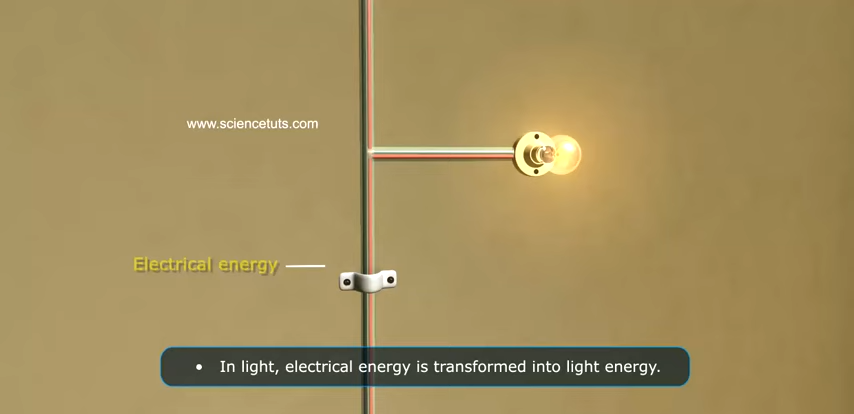 www.sciencetuts.com
Electrical energy
• In light, electrical energy is transformed into light energy.